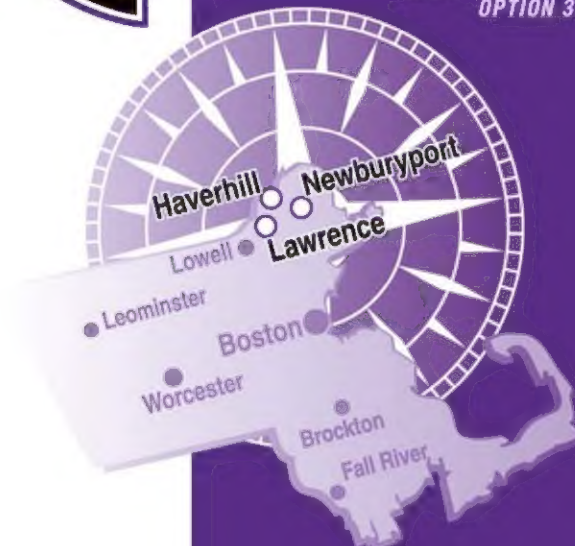 OPTION 3
Haverhill
Newburyport
Lawrence
Lowell
Leominster
Boston
Worcester
Brockton
Fall River